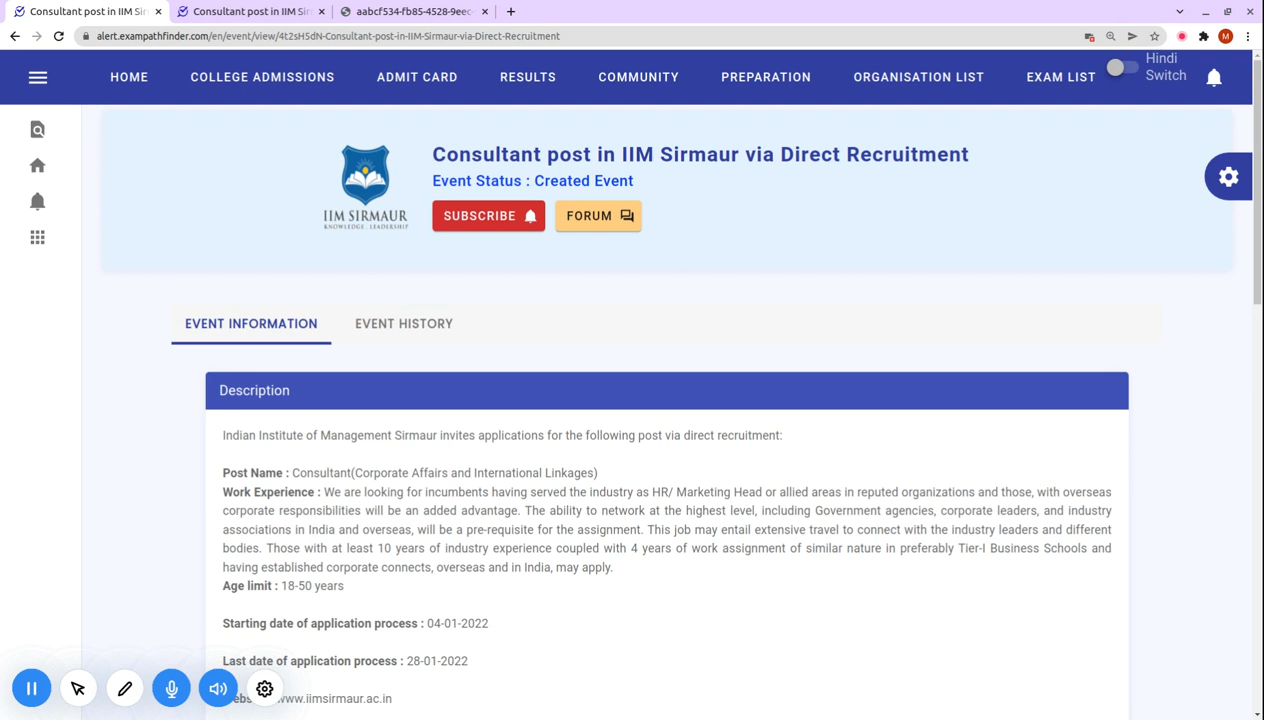 Consultant post in IIM Sir
Consultant post in IIM Sir
aabcf534-fb85-4528-9eec-
alert.exampathfinder.com/en/event/view/4t2sH5dN-Consultant-post-in-IIM-Sirmaur-via-Direct-Recruitment
M
HOME
COLLEGE ADMISSIONS
ADMIT CARD
RESULTS
COMMUNITY
PREPARATION
ORGANISATION LIST
EXAM LIST
Hindi
Switch
IIM SIRMAUR
KNOWLEDGE . LEADERSHIP
Consultant post in IIM Sirmaur via Direct Recruitment
Event Status : Created Event
SUBSCRIBE
FORUM
EVENT INFORMATION
EVENT HISTORY
Description
Indian Institute of Management Sirmaur invites applications for the following post via direct recruitment:
Post Name : Consultant(Corporate Affairs and International Linkages)
Work Experience : We are looking for incumbents having served the industry as HR/ Marketing Head or allied areas in reputed organizations and those, with overseas
corporate responsibilities will be an added advantage. The ability to network at the highest level, including Government agencies, corporate leaders, and industry
associations in India and overseas, will be a pre-requisite for the assignment. This job may entail extensive travel to connect with the industry leaders and different
bodies. Those with at least 10 years of industry experience coupled with 4 years of work assignment of similar nature in preferably Tier-I Business Schools and
having established corporate connects, overseas and in India, may apply.
Age limit : 18-50 years
Starting date of application process : 04-01-2022
Last date of application process : 28-01-2022
www.iimsirmaur.ac.in